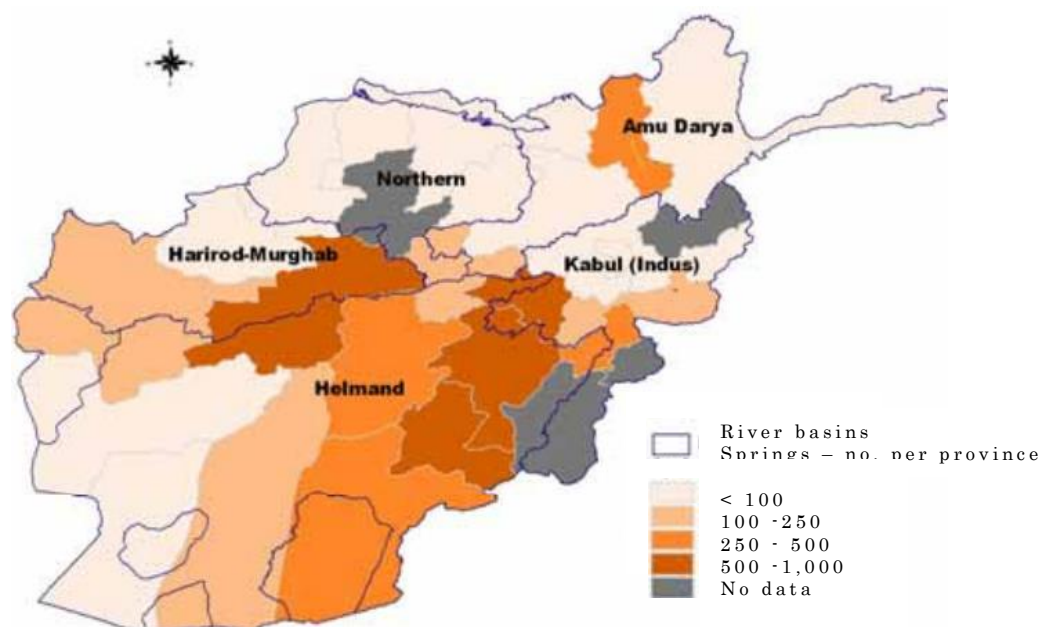 Amu Darya
Northern
Harirod-Murghab
Kabul (Indus)
Helmand
River basins
Springs – no. per province
< 100
100 -250
250 - 500
500 -1,000
No data